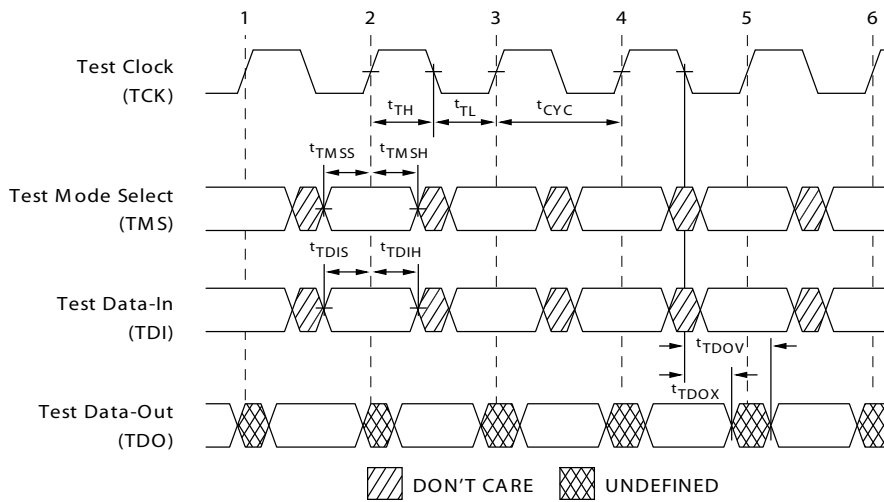 1 2 3 4 5 6
Test Clock
(TCK)
tTH tTL tCYC
tTMSS tTMSH
Test Mode Select
(TMS)
tTDIS tTDIH
Test Data-In
(TDI)
tTDOV
tTDOX
Test Data-Out
(TDO)
DON'T CARE UNDEFINED